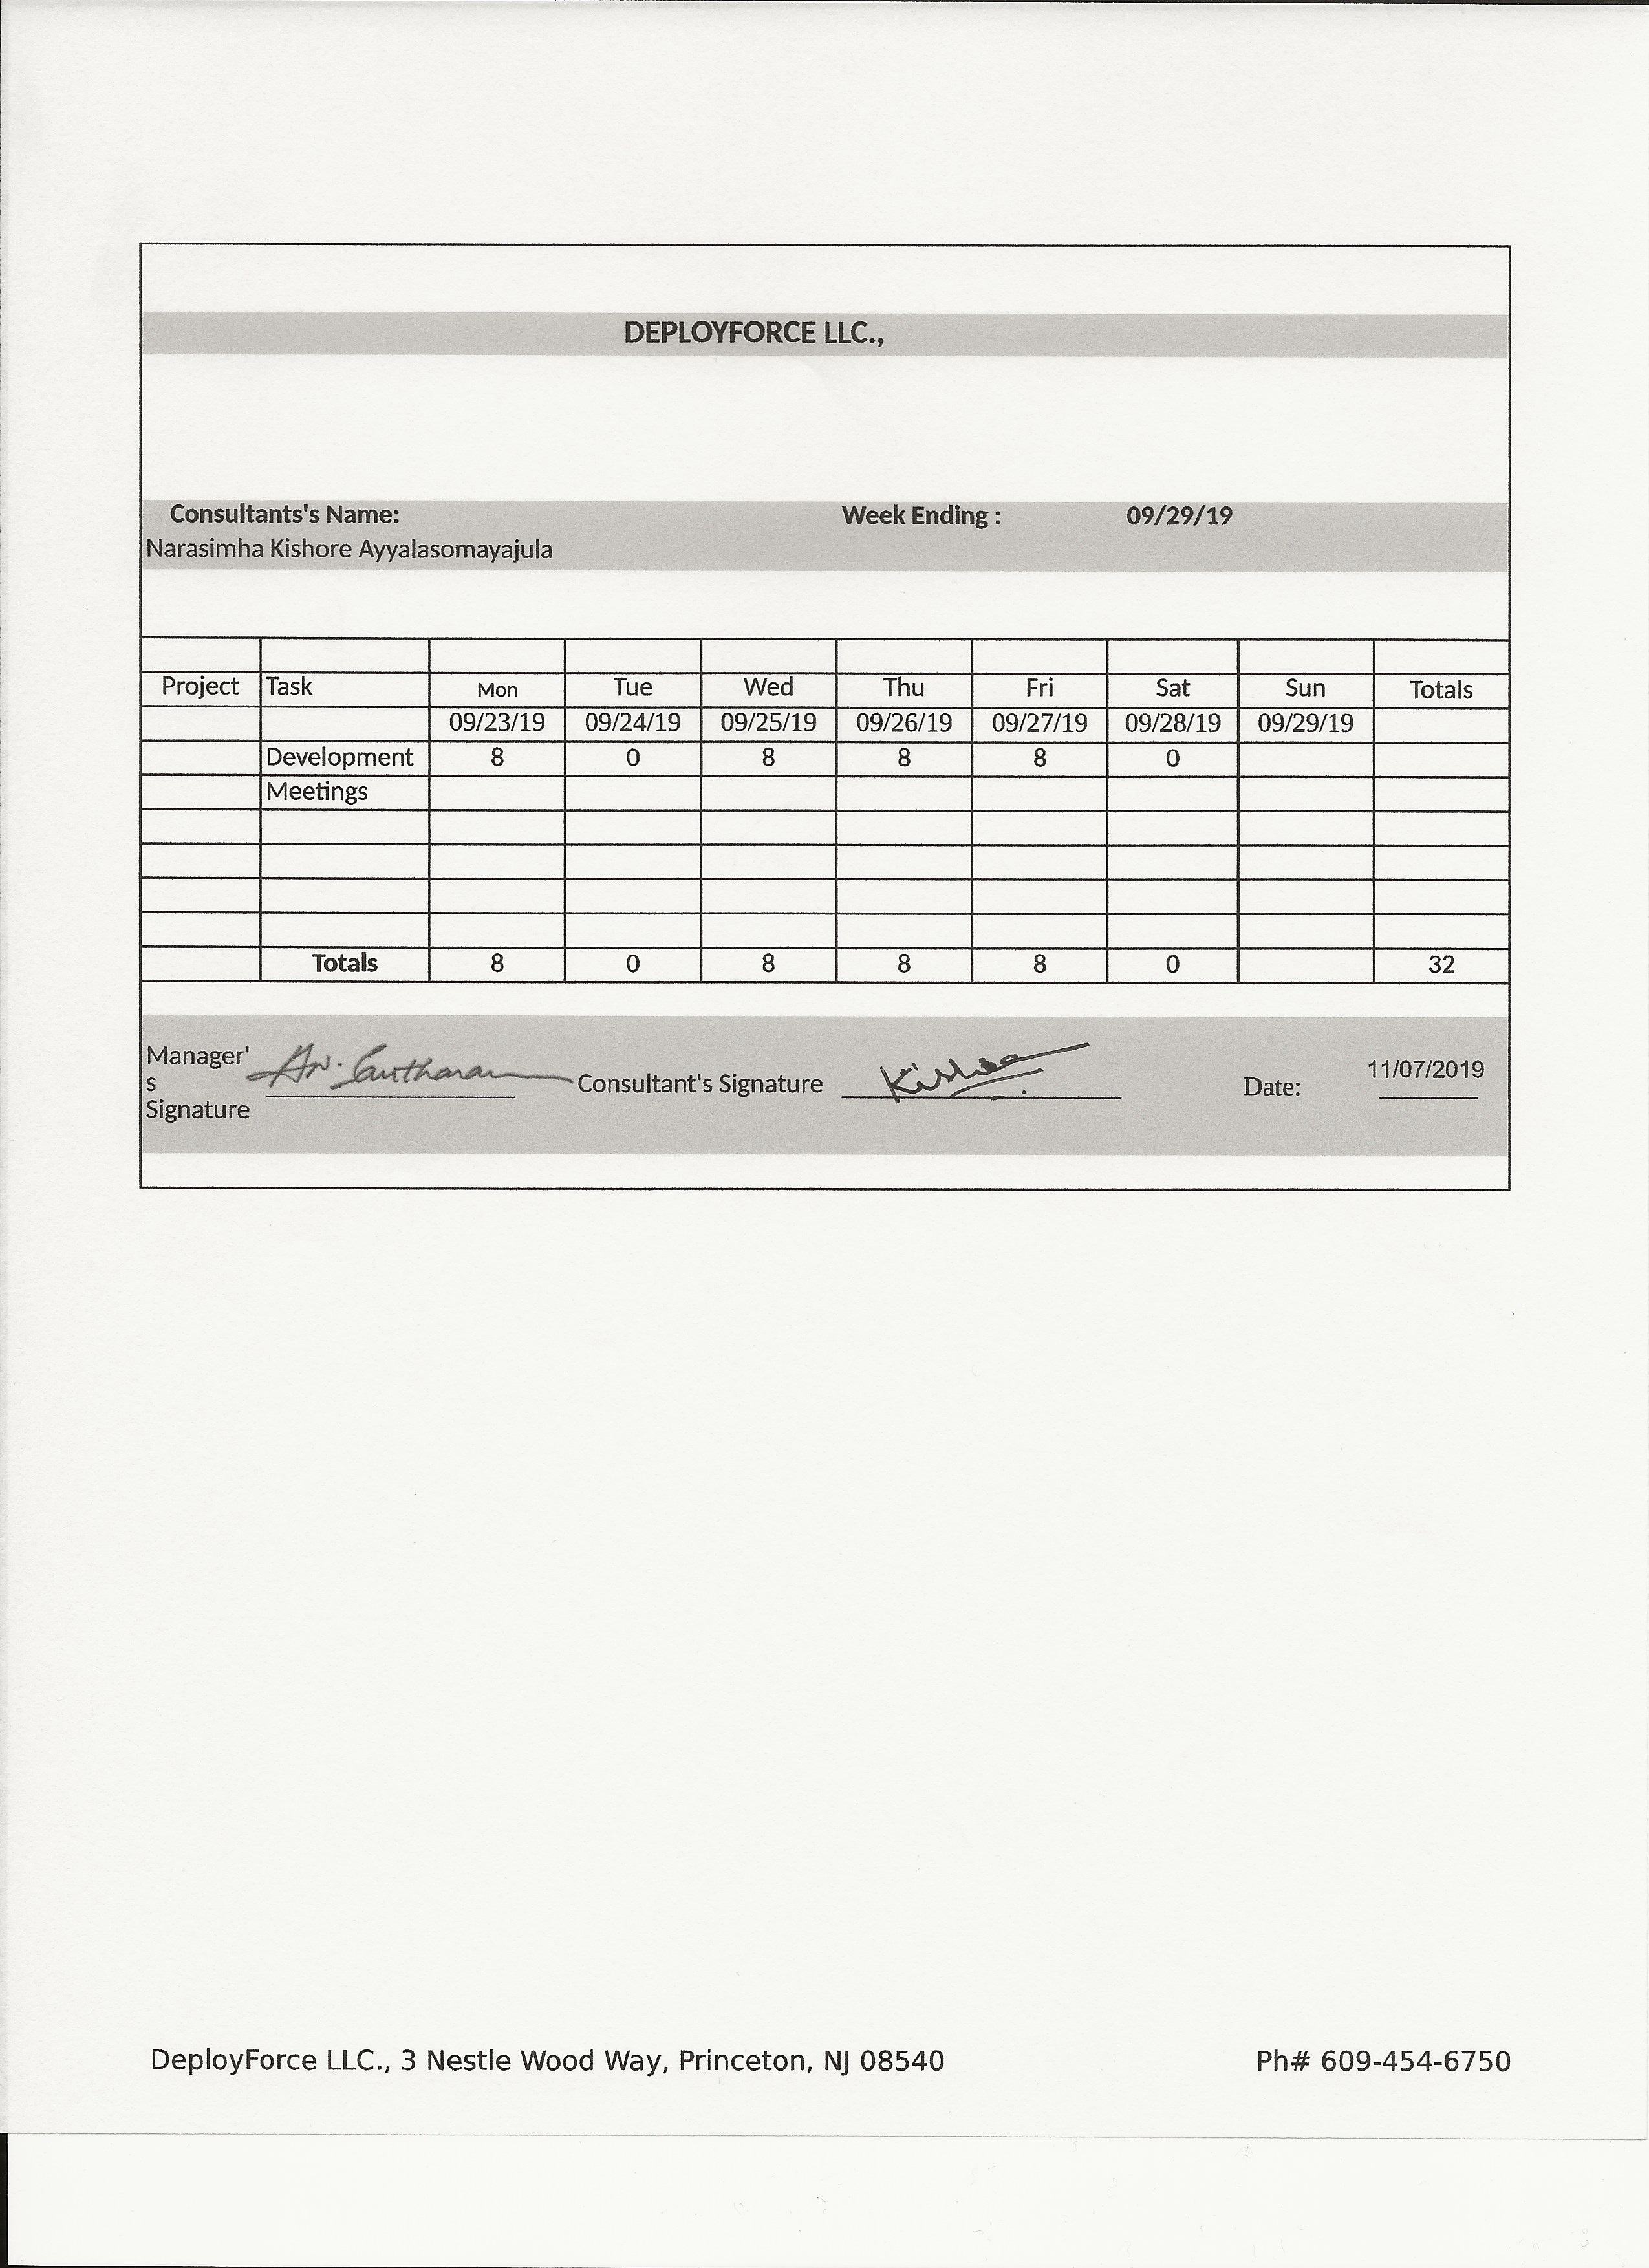 DEPLOYFORCE LLC.,
Consultants's Name: Week Ending : 09/29/19
Narasimha Kishore Ayyalasomayajula
Project Task Mon Tue Wed Thu Fri Sat Sun Totals
09/23/19 09/24/19 09/25/19 09/26/19 09/27/19 09/28/19 09/29/19
Development 8 0 8 8 8 0
Meetings
Totals 8 0 8 8 8 0 32
Manager'
s
Signature
Consultant's Signature Kishore Date: 11/07/2019
DeployForce LLC., 3 Nestle Wood Way, Princeton, NJ 08540 Ph# 609-454-6750